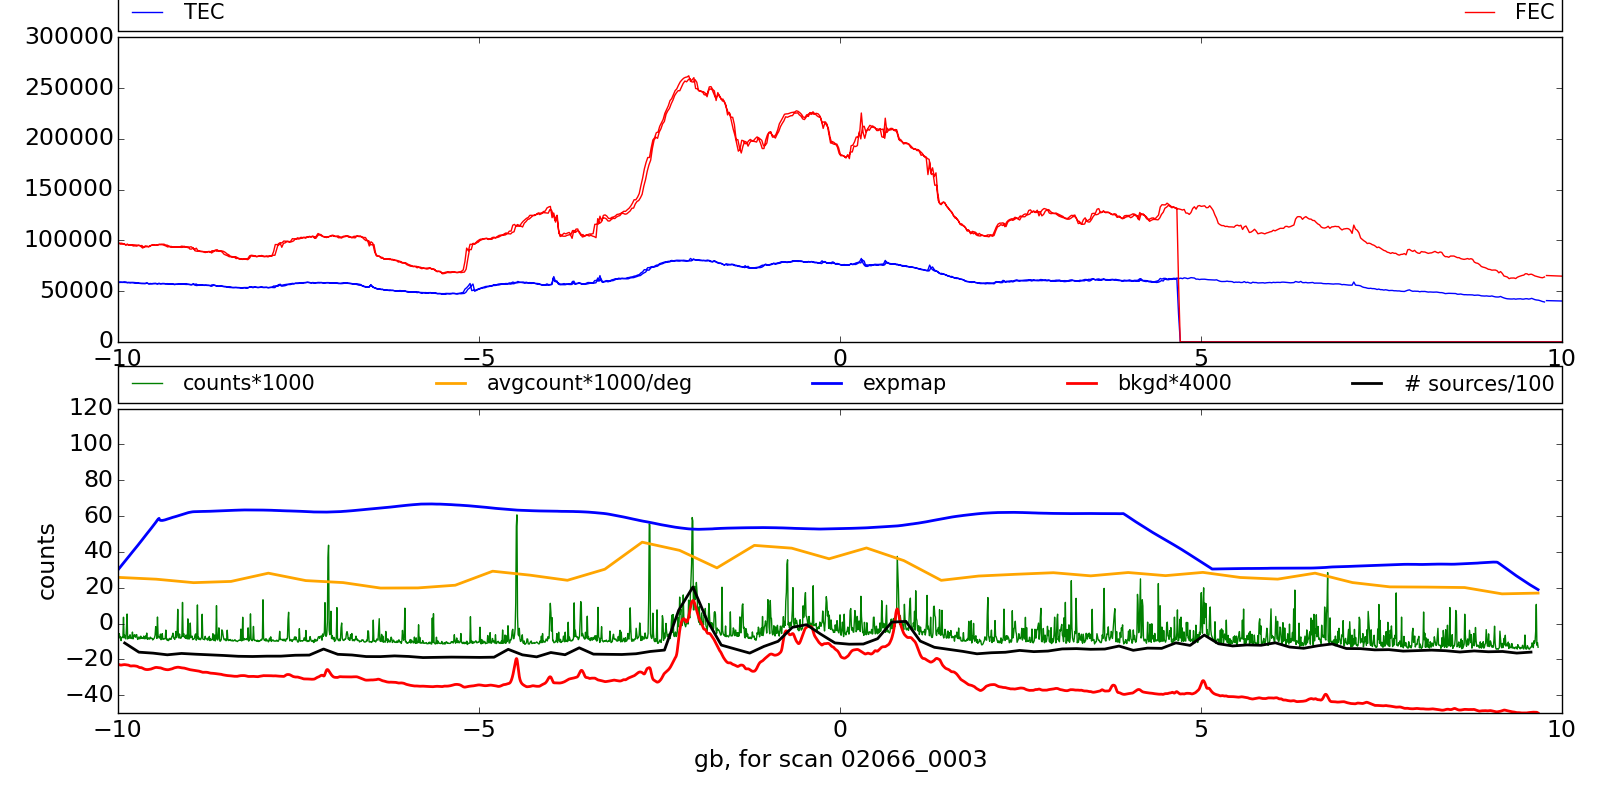 TEC FEC
300000
250000
200000
150000
100000
50000
0
−10 −5 0 5 10
counts*1000 avgcount*1000/deg expmap bkgd*4000 # sources/100
120
100
80
60
40
20
0
−20
−40
counts
−10 −5 0 5 10
gb, for scan 02066_0003